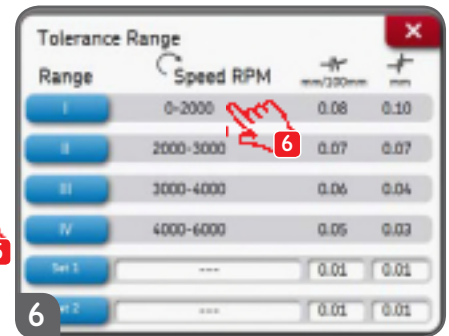 Tolerance Range
Range Speed RPM mm/100mm mm
I 0-2000 0.08 0.10
6
II 2000-3000 0.07 0.07
III 3000-4000 0.06 0.04
IV 4000-6000 0.05 0.03
Set 1 --- 0.01 0.01
6 Set 2 --- 0.01 0.01